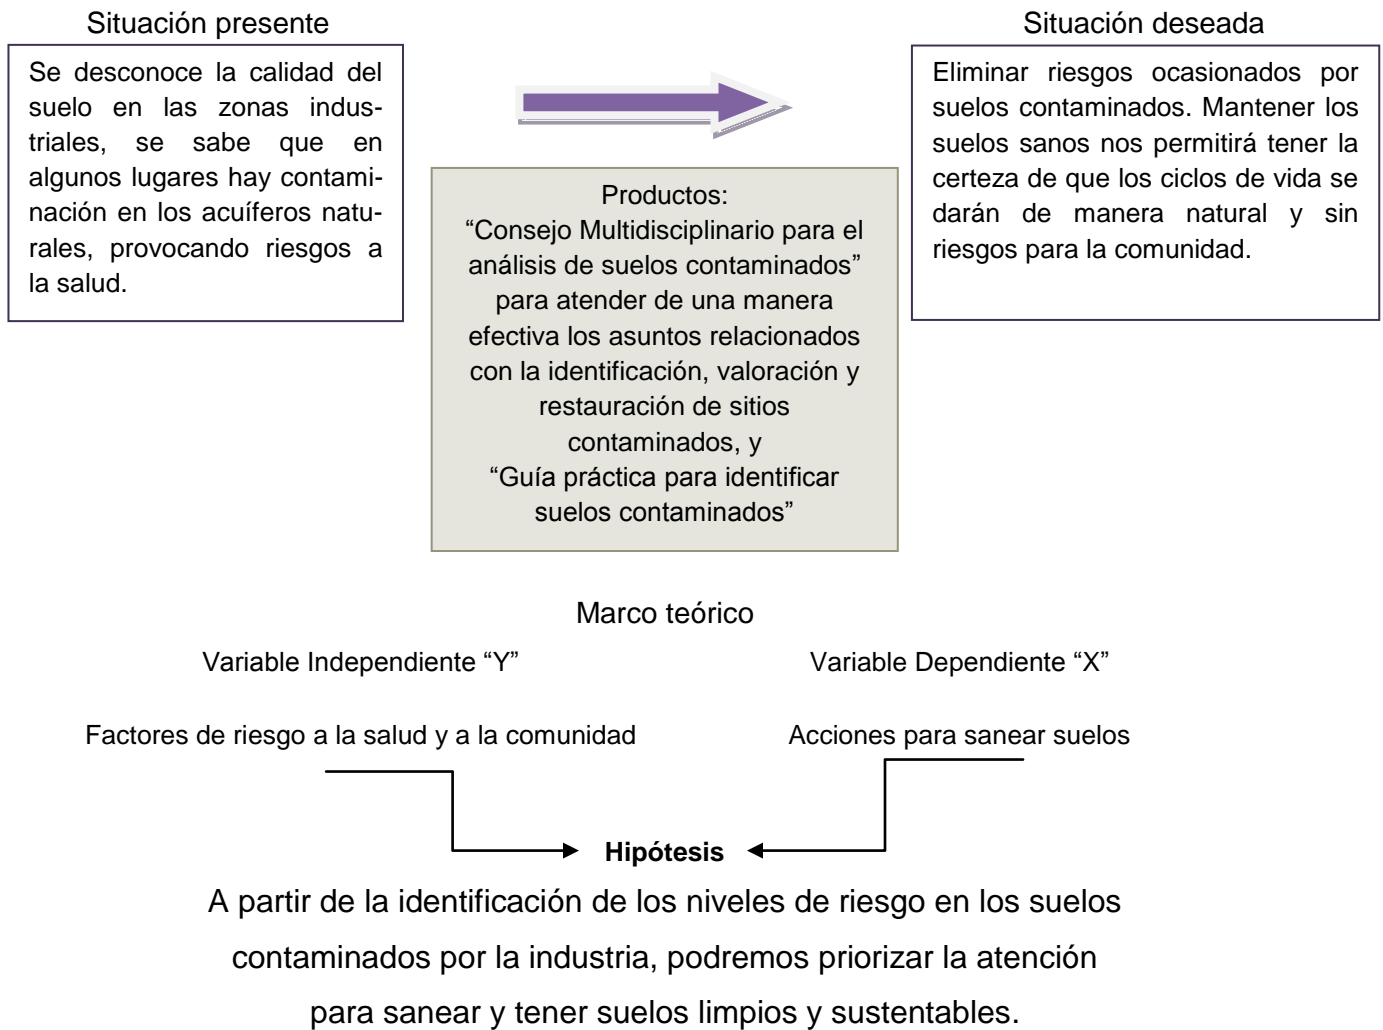 Situación presente
Se desconoce la calidad del
suelo en las zonas indus-
triales, se sabe que en
algunos lugares hay contami-
nación en los acuíferos natu-
rales, provocando riesgos a
la salud.
Productos:
“Consejo Multidisciplinario para el
análisis de suelos contaminados”
para atender de una manera
efectiva los asuntos relacionados
con la identificación, valoración y
restauración de sitios
contaminados, y
“Guía práctica para identificar
suelos contaminados”
Situación deseada
Eliminar riesgos ocasionados por
suelos contaminados. Mantener los
suelos sanos nos permitirá tener la
certeza de que los ciclos de vida se
darán de manera natural y sin
riesgos para la comunidad.
Marco teórico
Variable Independiente “Y”
Variable Dependiente “X”
Factores de riesgo a la salud y a la comunidad
Acciones para sanear suelos
Hipótesis
A partir de la identificación de los niveles de riesgo en los suelos
contaminados por la industria, podremos priorizar la atención
para sanear y tener suelos limpios y sustentables.